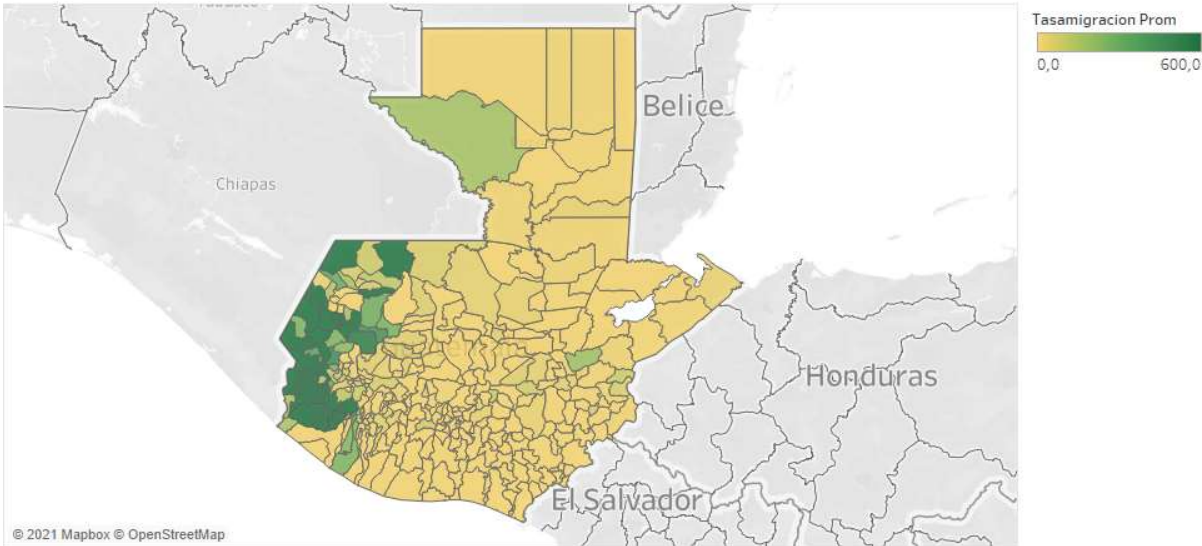 Tasamigracion Prom
0,0 600,0
Belice
Chiapas
Honduras
El Salvador
© 2021 Mapbox © OpenStreetMap